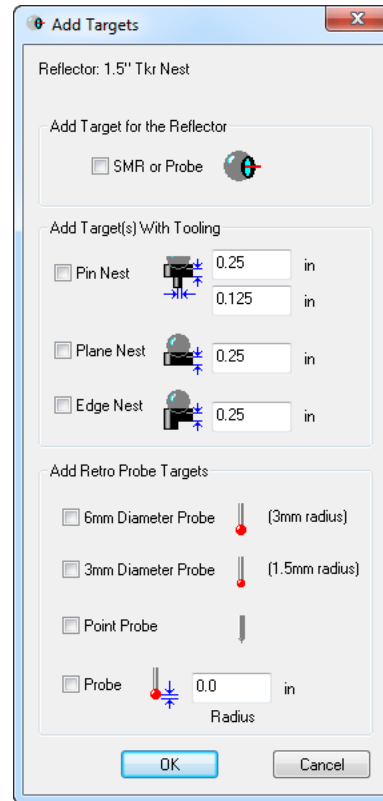 Add Targets
Reflector: 1.5" Tkr Nest
Add Target for the Reflector
SMR or Probe
Add Target(s) With Tooling
Pin Nest 0.25 in
0.125 in
Plane Nest 0.25 in
Edge Nest 0.25 in
Add Retro Probe Targets
6mm Diameter Probe (3mm radius)
3mm Diameter Probe (1.5mm radius)
Point Probe
Probe 0.0 in
Radius
OK Cancel